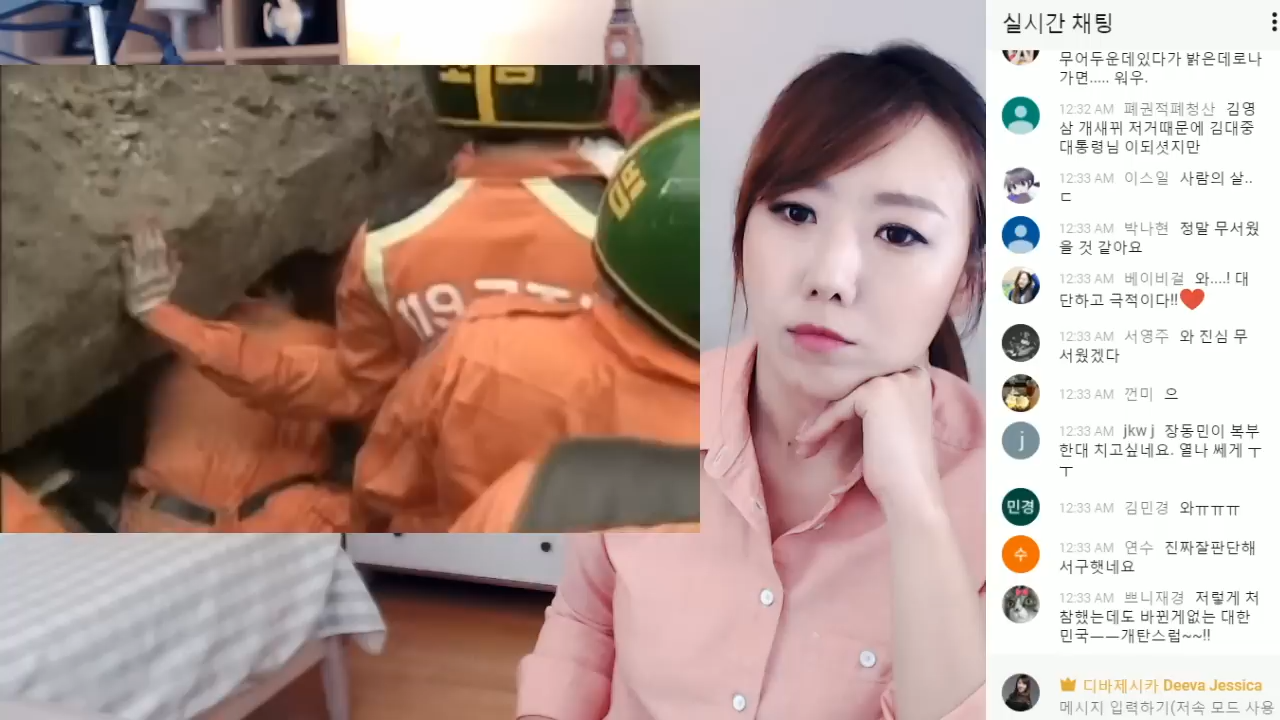 실시간 채팅
무어두운데있다가 밝은데로나
가면..... 워우.
12:32 AM 폐권적폐청산 김영
삼 개새뀌 저거때문에 김대중
대통령님 이되셧지만
12:33 AM 이스일 사람의 살..
ㄷ
12:33 AM 박나현 정말 무서웠
을 것 같아요
12:33 AM 베이비걸 와....! 대
단하고 극적이다!!❤️
12:33 AM 서영주 와 진심 무
서웠겠다
12:33 AM 껀미 으
j
12:33 AM jkw j 장동민이 복부
한대 치고싶네요. 열나 쎄게 ㅜ
ㅜ
민경
12:33 AM 김민경 와ㅠㅠㅠ
수
12:33 AM 연수 진짜잘판단해
서구햇네요
12:33 AM 쁘니재경 저렇게 처
참했는데도 바뀐게없는 대한
민국ㅡㅡ개탄스럽~~!!
디바제시카 Deeva Jessica
메시지 입력하기(저속 모드 사용
119